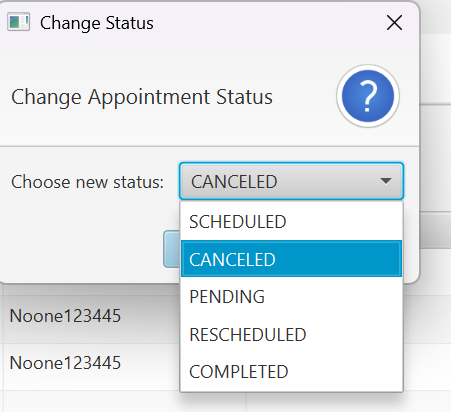 Change Status
Change Appointment Status
?
Choose new status: CANCELED
SCHEDULED
CANCELED
PENDING
RESCHEDULED
COMPLETED
Noone123445
Noone123445